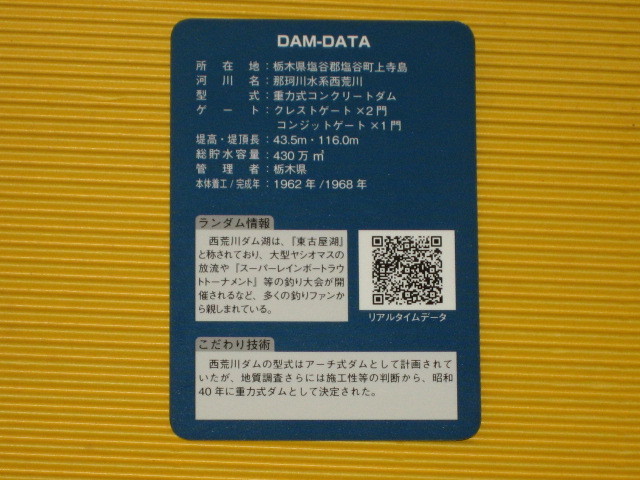 DAM-DATA
所在地：栃木県塩谷郡塩谷町上寺島
河川名：那珂川水系西荒川
型式：重力式コンクリートダム
ゲート：クレストゲート×2門
コンジットゲート×1門
堤高・堤頂長：43.5m・116.0m
総貯水容量：430万㎥
管理者：栃木県
本体着工/完成年：1962年/1968年
ランダム情報
西荒川ダム湖は、『東古屋湖』
と称されており、大型ヤシオマスの
放流や『スーパーレインボートラウ
トトーナメント』等の釣り大会が開
催されるなど、多くの釣りファンか
ら親しまれている。
リアルタイムデータ
こだわり技術
西荒川ダムの型式はアーチ式ダムとして計画されて
いたが、地質調査さらには施工性等の判断から、昭和
40年に重力式ダムとして決定された。